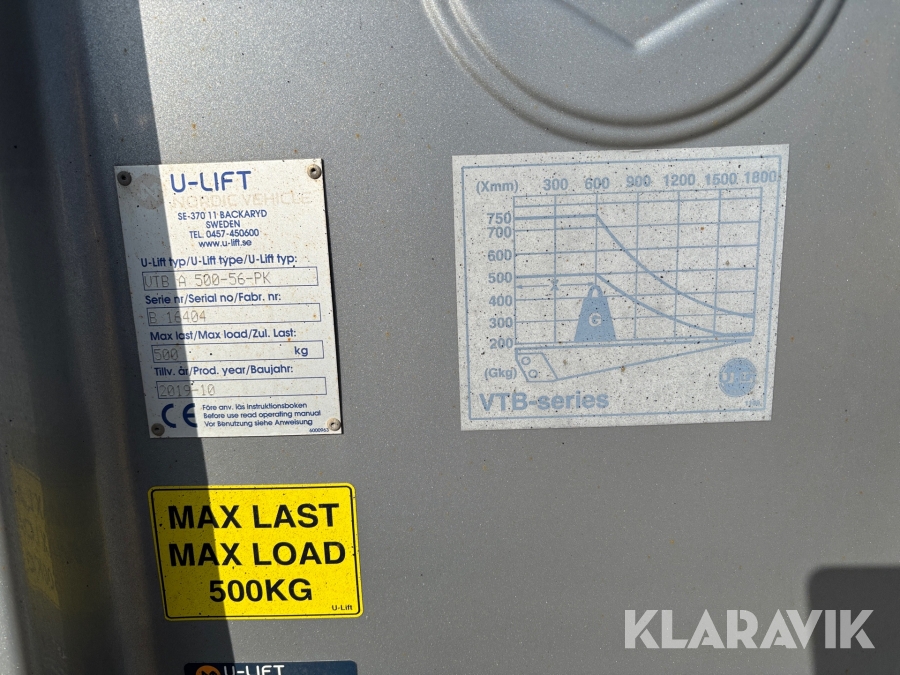 U-LIFT
NORDIC VEHICLE
SE-370 11 BACKARYD
SWEDEN
TEL. 0457-450600
www.u-lift.se
U-Lift typ/U-Lift type/U-Lift typ:
VTB A 500-56-PK
Serie nr/Serial no/Fabr. nr:
B 16404
Max last/Max load/Zul. Last:
500 kg
Tillv. år/Prod. year/Baujahr:
2019-10
CE
Före anv. läs instruktionsboken
Before use read operating manual
Vor Benutzung siehe Anweisung
6000963
(Xmm) 300 600 900 1200 1500 1800
750
700
600
500
400
300
200
X
G
(Gkg)
VTB-series
MAX LAST
MAX LOAD
500KG
U-Lift
U-LIFT
KLARAVIK